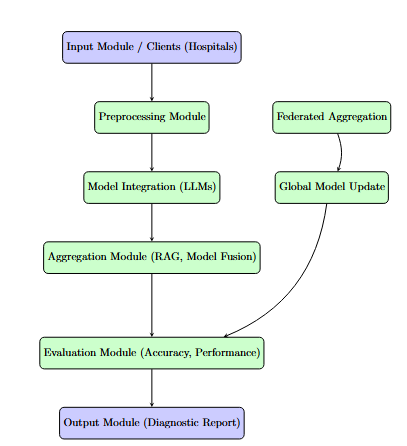 Input Module / Clients (Hospitals)
Preprocessing Module
Federated Aggregation
Model Integration (LLMs)
Global Model Update
Aggregation Module (RAG, Model Fusion)
Evaluation Module (Accuracy, Performance)
Output Module (Diagnostic Report)